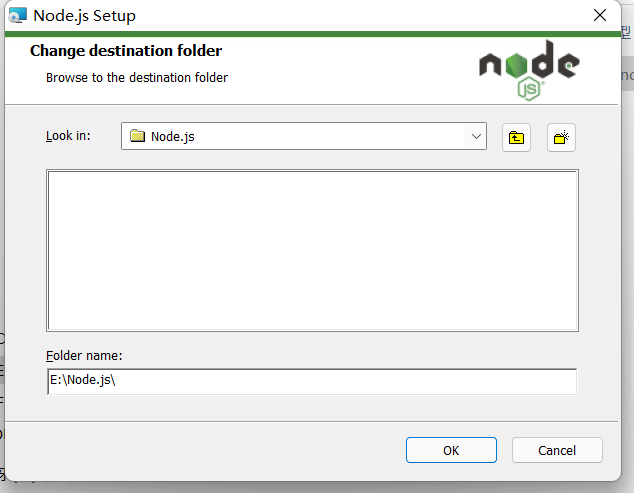 Node.js Setup
Change destination folder
Browse to the destination folder
node
JS
Look in:
Node.js
Folder name:
E:\Node.js\
OK
Cancel
型